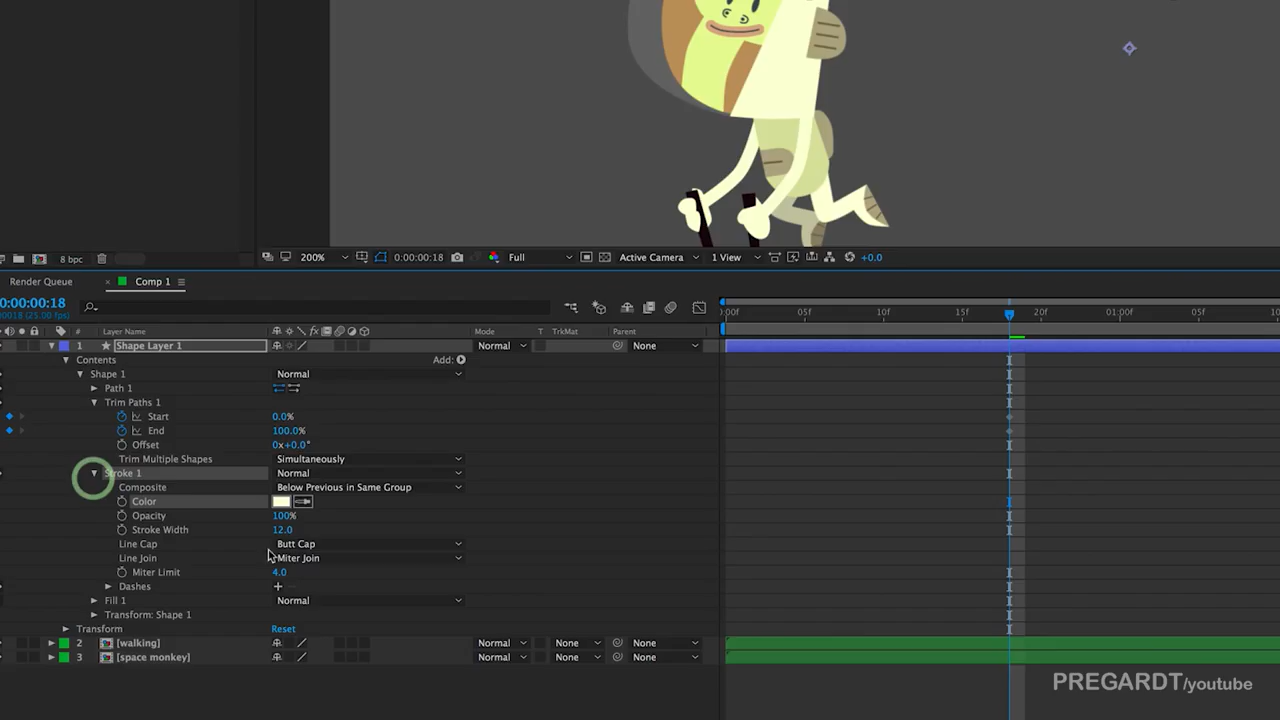 8 bpc 200% 0:00:00:18 Full Active Camera 1 View +0.0
Render Queue Comp 1
0:00:00:18
00018 (25.00 fps)
:00f 05f 10f 15f 20f 01:00f 05f 10
# Layer Name Mode T TrkMat Parent
1 Shape Layer 1 Normal None
Contents Add:
Shape 1 Normal
Path 1
Trim Paths 1
Start 0.0%
End 100.0%
Offset 0x+0.0°
Trim Multiple Shapes Simultaneously
Stroke 1 Normal
Composite Below Previous in Same Group
Color
Opacity 100%
Stroke Width 12.0
Line Cap Butt Cap
Line Join Miter Join
Miter Limit 4.0
Dashes +
Fill 1 Normal
Transform: Shape 1
Transform Reset
2 [walking] Normal None None
3 [space monkey] Normal None None
PREGARDT/youtube